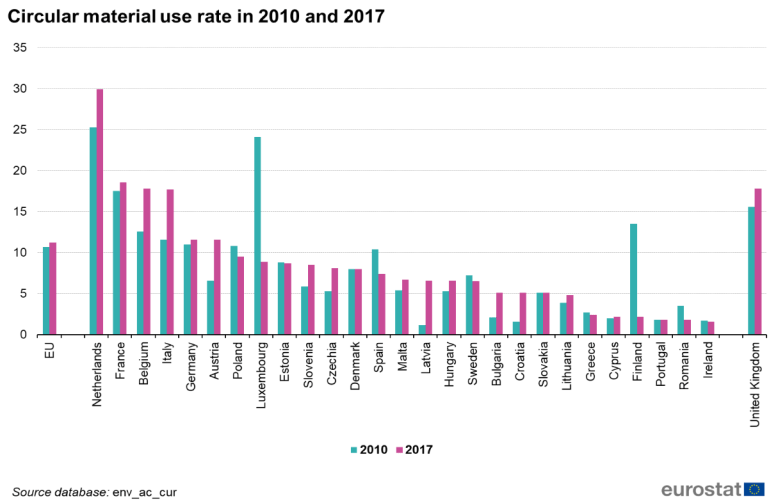 Circular material use rate in 2010 and 2017
35
30
25
20
15
10
5
0
EU
Netherlands
France
Belgium
Italy
Germany
Austria
Poland
Luxembourg
Estonia
Slovenia
Czechia
Denmark
Spain
Malta
Latvia
Hungary
Sweden
Bulgaria
Croatia
Slovakia
Lithuania
Greece
Cyprus
Finland
Portugal
Romania
Ireland
United Kingdom
2010 2017
Source database: env_ac_cur
eurostat